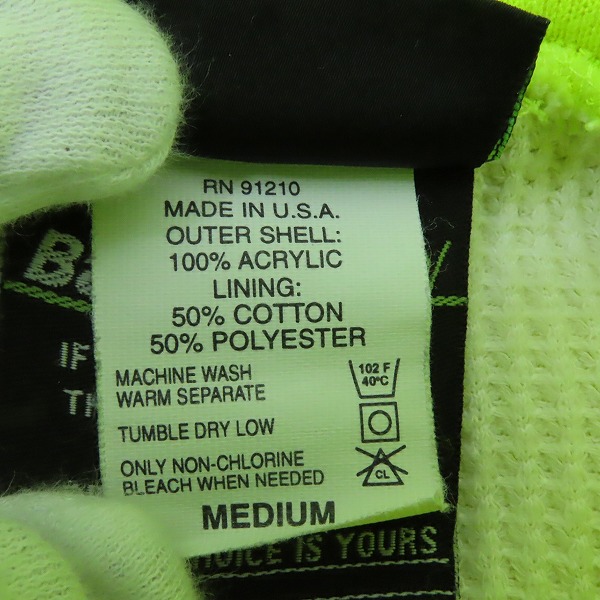 RN 91210
MADE IN U.S.A.
OUTER SHELL:
100% ACRYLIC
LINING:
50% COTTON
50% POLYESTER
MACHINE WASH
WARM SEPARATE
102 F
40°C
TUMBLE DRY LOW
ONLY NON-CHLORINE
BLEACH WHEN NEEDED
CL
MEDIUM
IF
IS YOURS